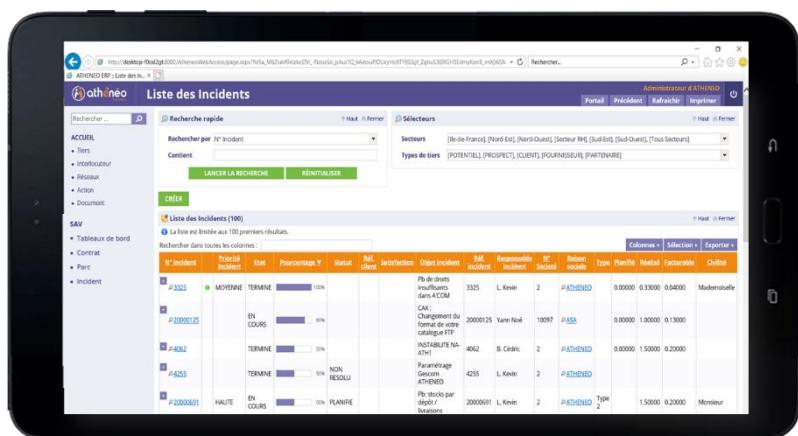 ATHENEO ERP : Liste des In...
Rechercher...
athénéo
Liste des Incidents
Administrateur d'ATHENEO
Portail Précédent Rafraichir Imprimer
Rechercher ...
ACCUEIL
Tiers
Interlocuteur
Réseaux
Action
Document
SAV
Tableaux de bord
Contrat
Parc
Incident
Recherche rapide
Haut Fermer
Rechercher par N° Incident
Contient
LANCER LA RECHERCHE RÉINITIALISER
Sélecteurs
Haut Fermer
Secteurs [Ile-de-France], [Nord-Est], [Nord-Ouest], [Secteur RH], [Sud-Est], [Sud-Ouest], [Tous Secteurs]
Types de tiers [POTENTIEL], [PROSPECT], [CLIENT], [FOURNISSEUR], [PARTENAIRE]
CRÉER
Liste des Incidents (100)
Haut Fermer
La liste est limitée aux 100 premiers résultats.
Rechercher dans toutes les colonnes :
Colonnes Sélection Exporter
N° Incident Priorité Incident Etat Pourcentage Statut Réf. client Satisfaction Objet incident Réf. incident Responsable incident N° Société Raison sociale Type Planifié Réalisé Facturable Civilité
3325 MOYENNE TERMINE 100% Pb de droits insuffisants dans A'COM 3325 L. Kevin 2 ATHENEO 0.00000 0.33000 0.04000 Mademoiselle
20000125 EN COURS 80% CAX : Changement du format de votre catalogue FTP 20000125 Yann Noé 10097 ASA 0.00000 1.00000 0.13000
4062 TERMINE 50% INSTABILITE NA-ATH1 4062 B. Cédric 2 ATHENEO 0.00000 1.50000 0.20000
4255 TERMINE 50% NON RESOLU Paramétrage Gescom ATHENEO 4255 L. Kevin 2 ATHENEO
20000691 HAUTE EN COURS 50% PLANIFIE Pb: stocks par dépôt / livraisons 20000691 L. Kevin 2 ATHENEO Type 2 1.50000 0.20000 Monsieur